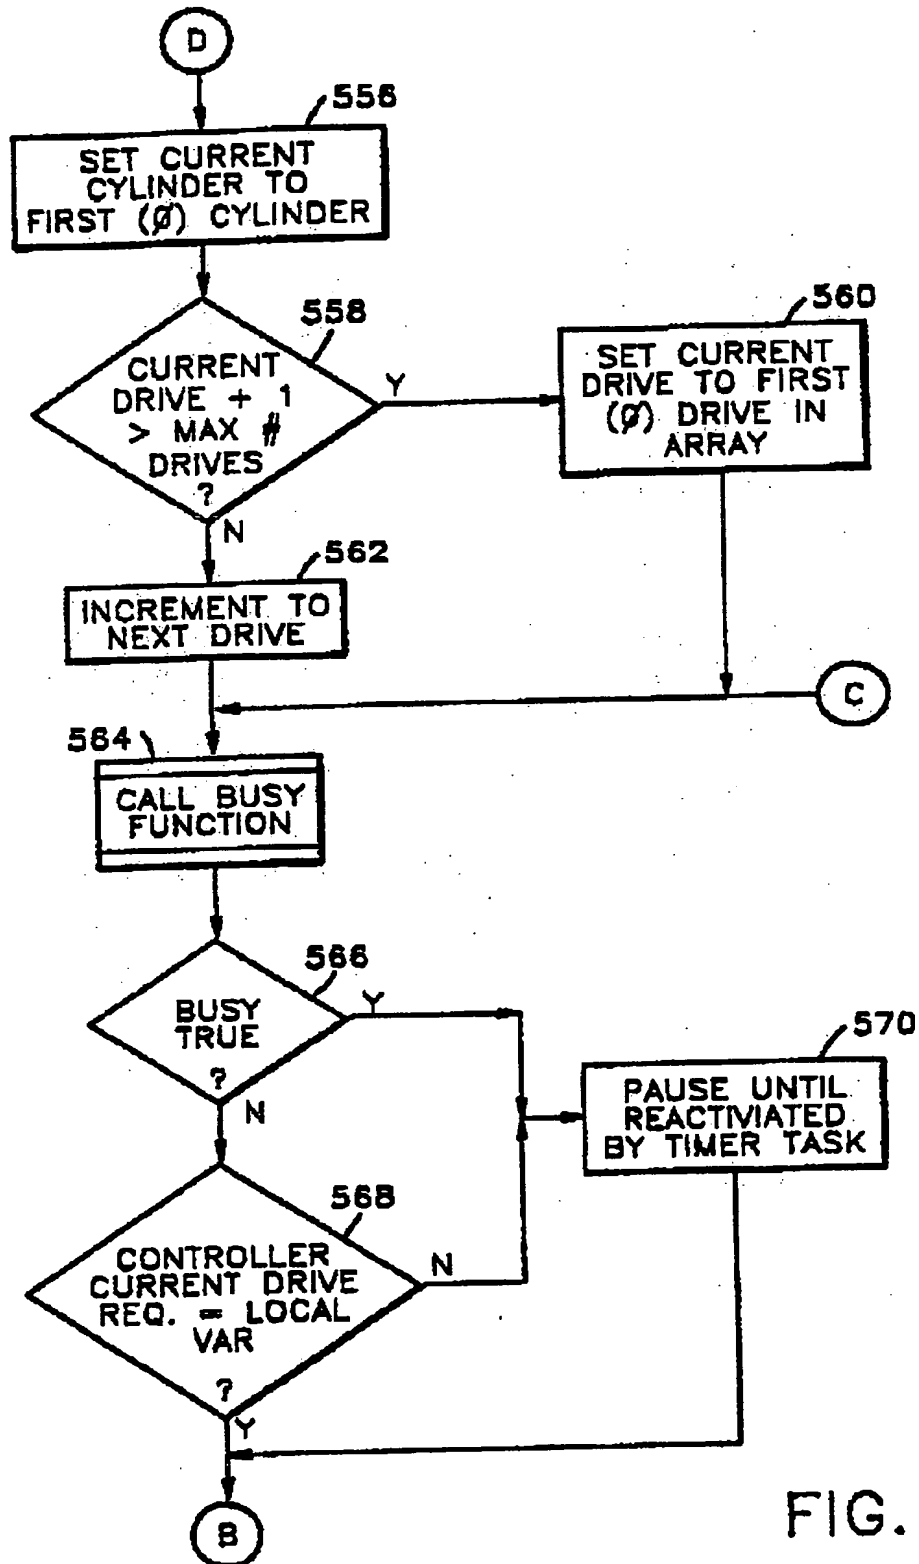 D
556
SET CURRENT
CYLINDER TO
FIRST (Ø) CYLINDER
558
CURRENT
DRIVE + 1
> MAX #
DRIVES
?
Y
N
560
SET CURRENT
DRIVE TO FIRST
(Ø) DRIVE IN
ARRAY
562
INCREMENT TO
NEXT DRIVE
C
564
CALL BUSY
FUNCTION
566
BUSY
TRUE
?
Y
N
570
PAUSE UNTIL
REACTIVIATED
BY TIMER TASK
568
CONTROLLER
CURRENT DRIVE
REQ. = LOCAL
VAR
?
N
Y
B
FIG.